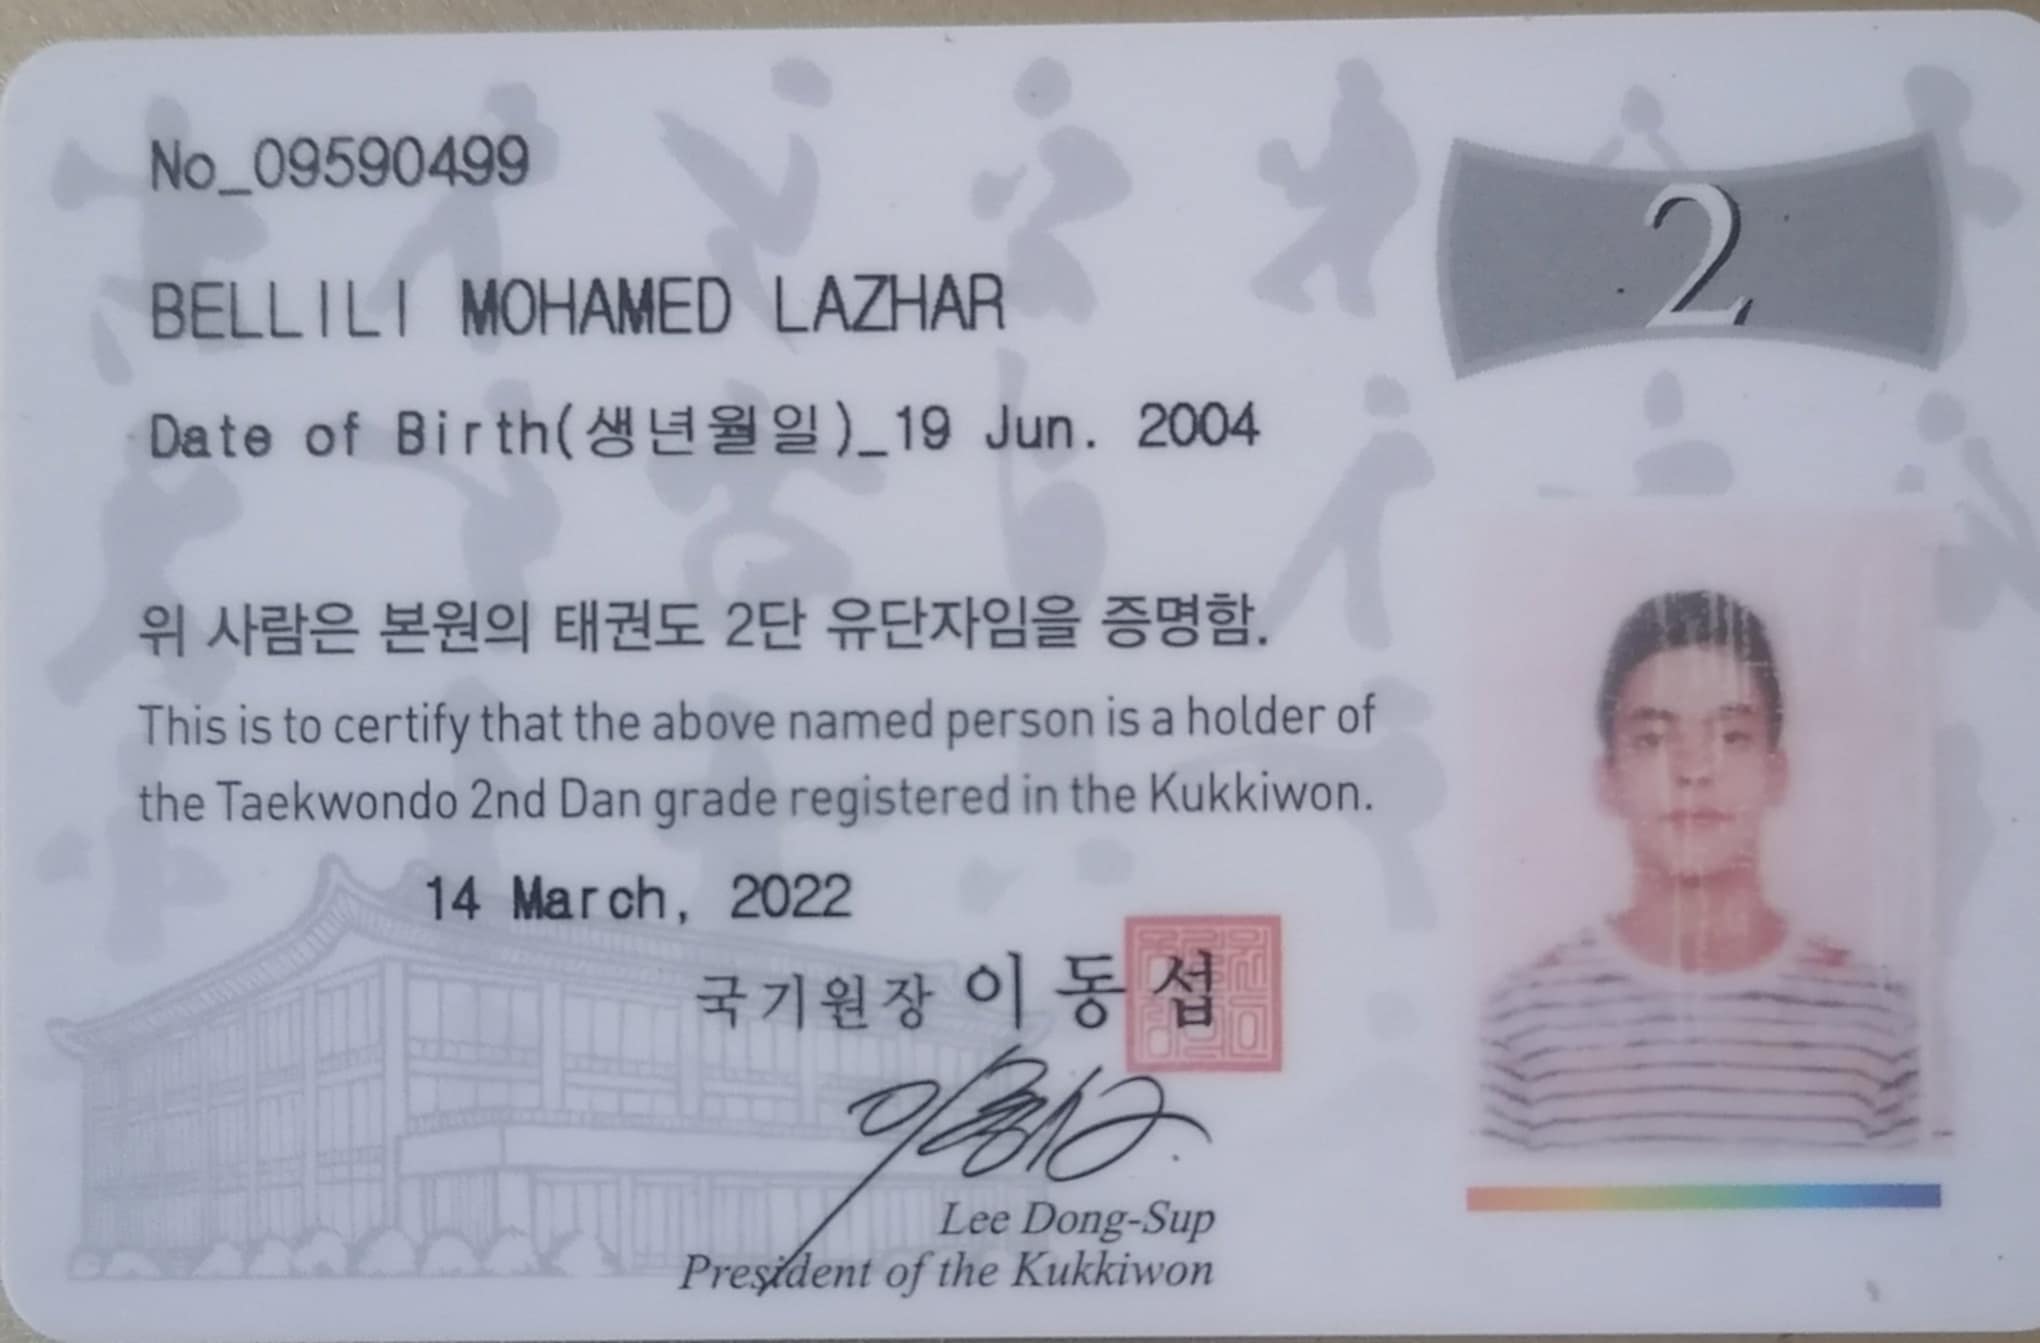 No_09590499
2
BELLILI MOHAMED LAZHAR
Date of Birth(생년월일)_19 Jun. 2004
위 사람은 본원의 태권도 2단 유단자임을 증명함.
This is to certify that the above named person is a holder of
the Taekwondo 2nd Dan grade registered in the Kukkiwon.
14 March, 2022
국기원장 이동섭
Lee Dong-Sup
President of the Kukkiwon